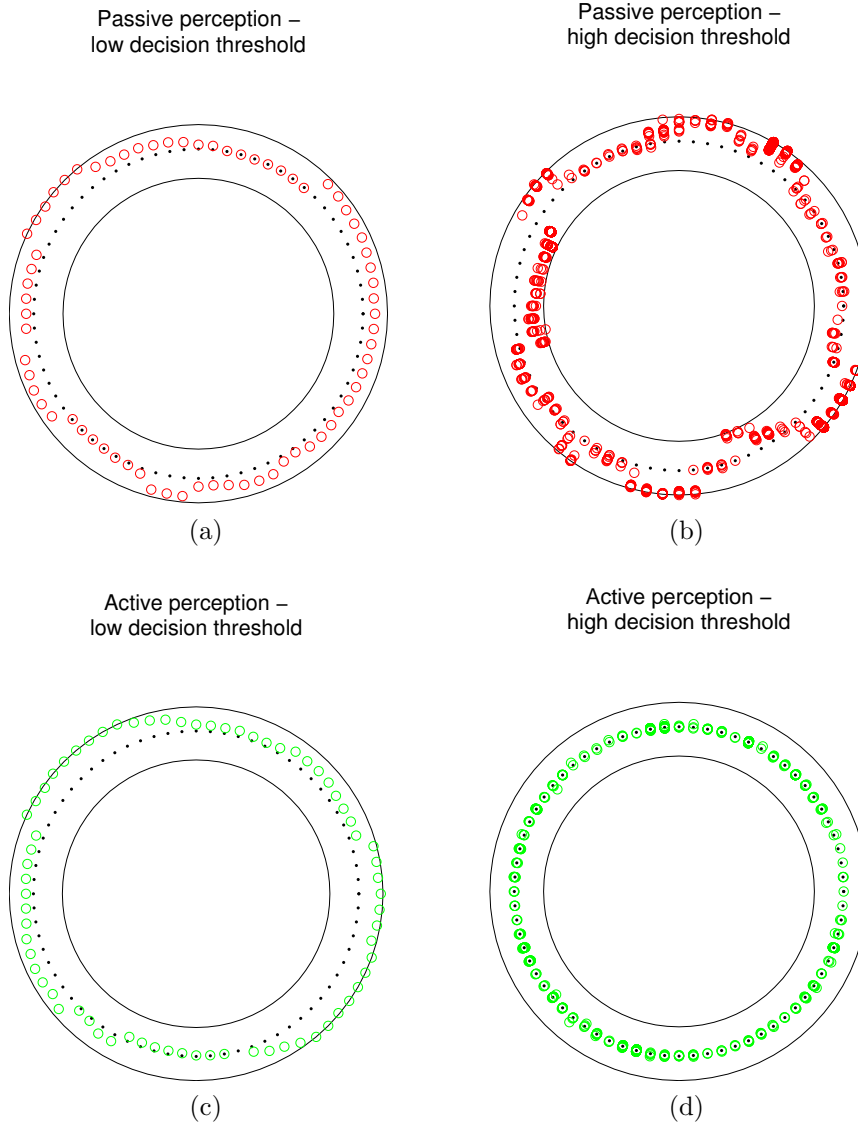 Passive perception –
low decision threshold
Passive perception –
high decision threshold
(a)
(b)
Active perception –
low decision threshold
Active perception –
high decision threshold
(c)
(d)